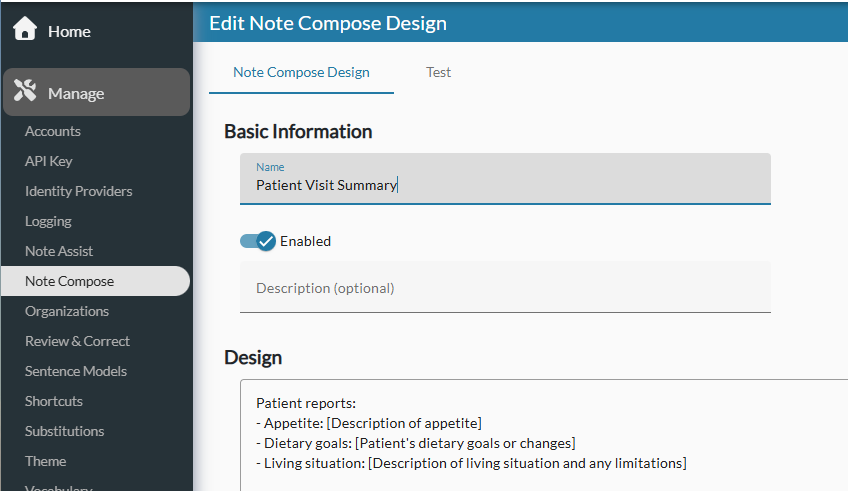 Home
Manage
Accounts
API Key
Identity Providers
Logging
Note Assist
Note Compose
Organizations
Review & Correct
Sentence Models
Shortcuts
Substitutions
Theme
Vocabulary
Edit Note Compose Design
Note Compose Design
Test
Basic Information
Name
Patient Visit Summary
Enabled
Description (optional)
Design
Patient reports:
- Appetite: [Description of appetite]
- Dietary goals: [Patient's dietary goals or changes]
- Living situation: [Description of living situation and any limitations]